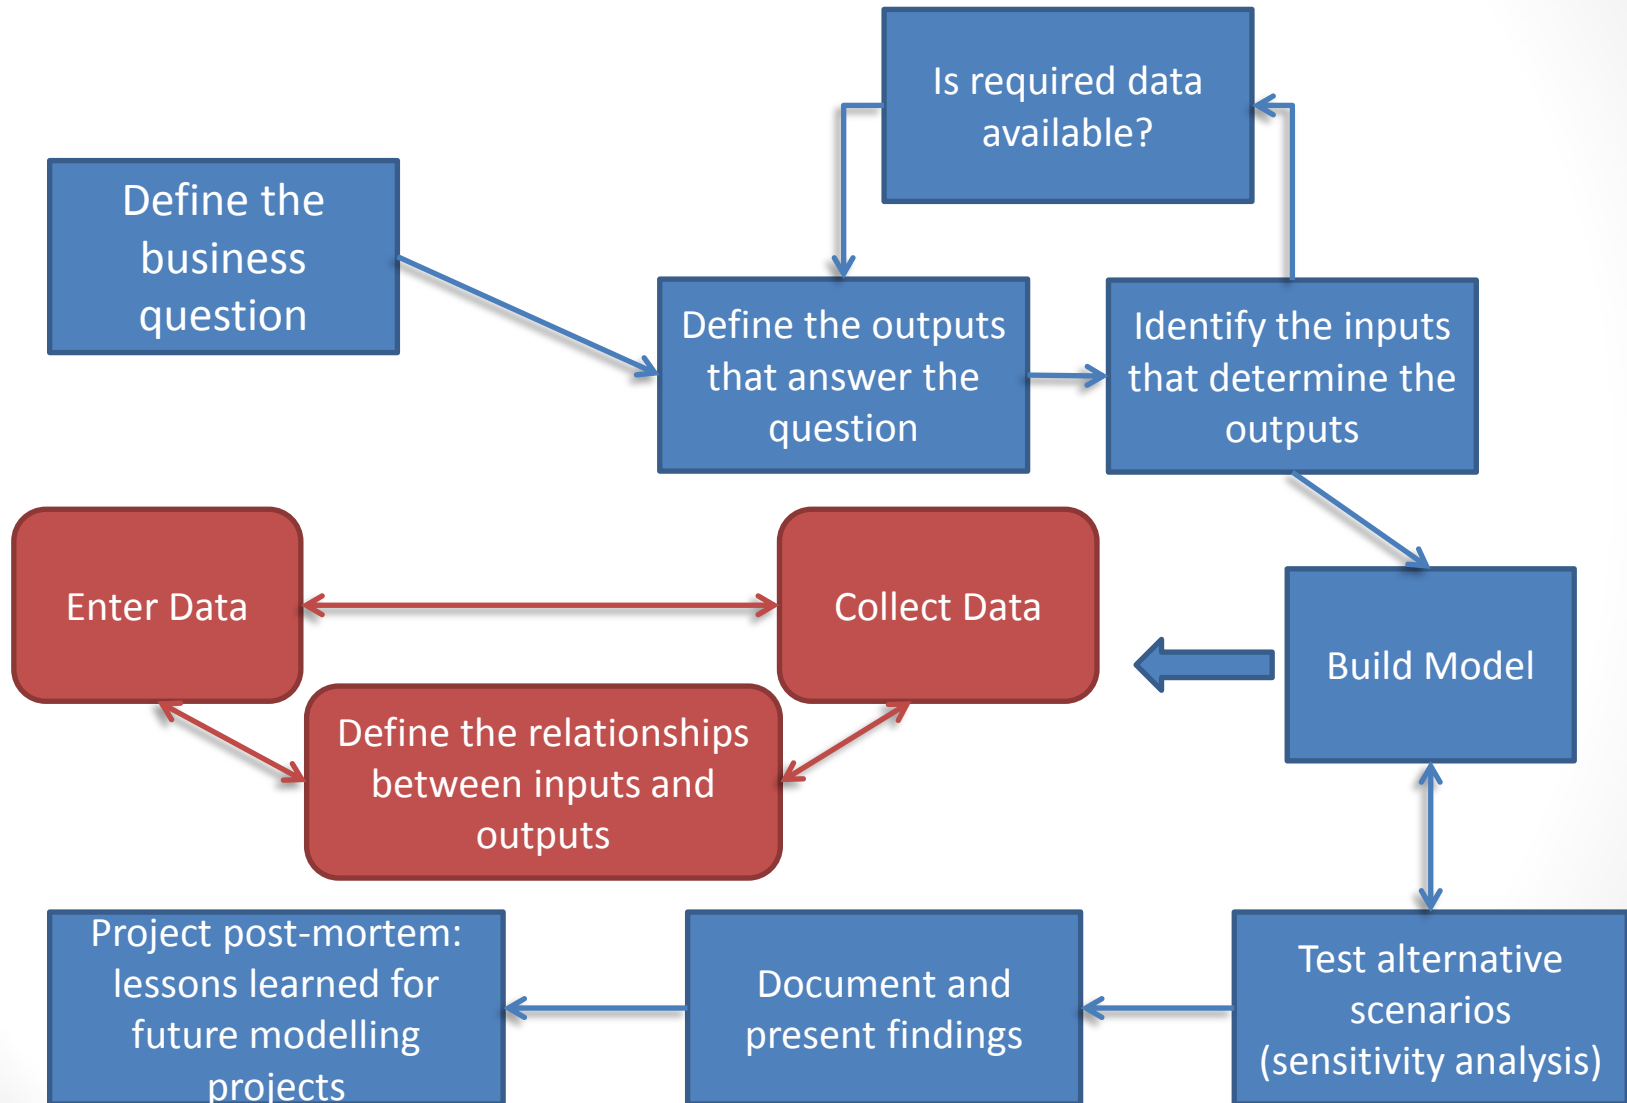 Is required data
available?
Define the
business
question
Define the outputs
that answer the
question
Identify the inputs
that determine the
outputs
Enter Data
Collect Data
Define the relationships
between inputs and
outputs
Build Model
Project post-mortem:
lessons learned for
future modelling
projects
Document and
present findings
Test alternative
scenarios
(sensitivity analysis)